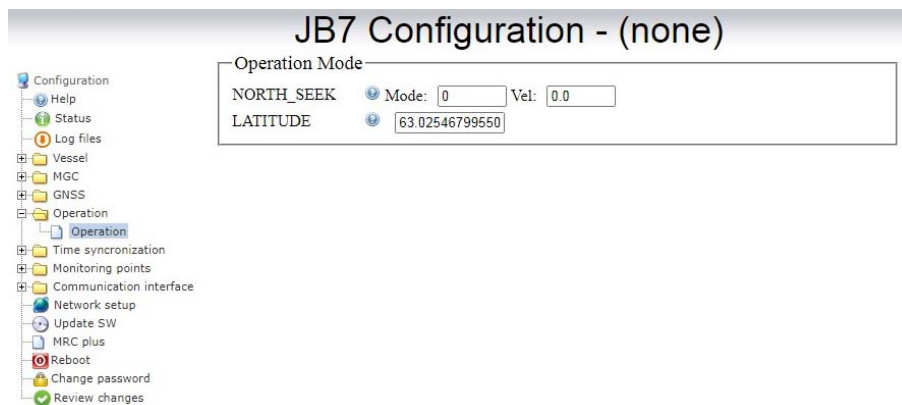 JB7 Configuration - (none)
Configuration
Help
Status
Log files
Vessel
MGC
GNSS
Operation
Operation
Time syncronization
Monitoring points
Communication interface
Network setup
Update SW
MRC plus
Reboot
Change password
Review changes
Operation Mode
NORTH_SEEK Mode: 0 Vel: 0.0
LATITUDE 63.02546799550